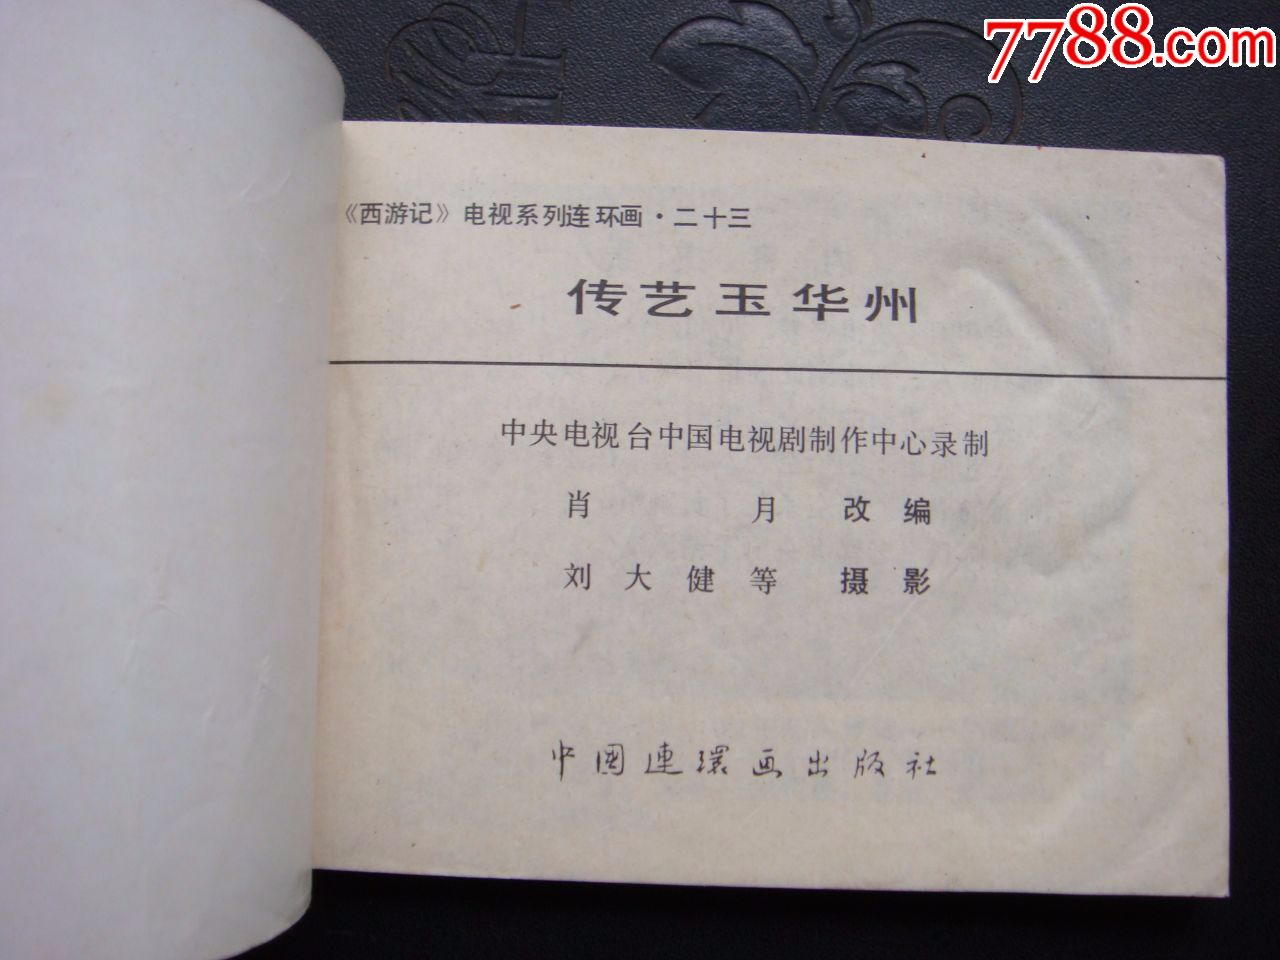 7788.com
《西游记》电视系列连环画·二十三
传艺玉华州
中央电视台中国电视剧制作中心录制
肖 月 改编
刘大健等 摄影
中国連環画出版社